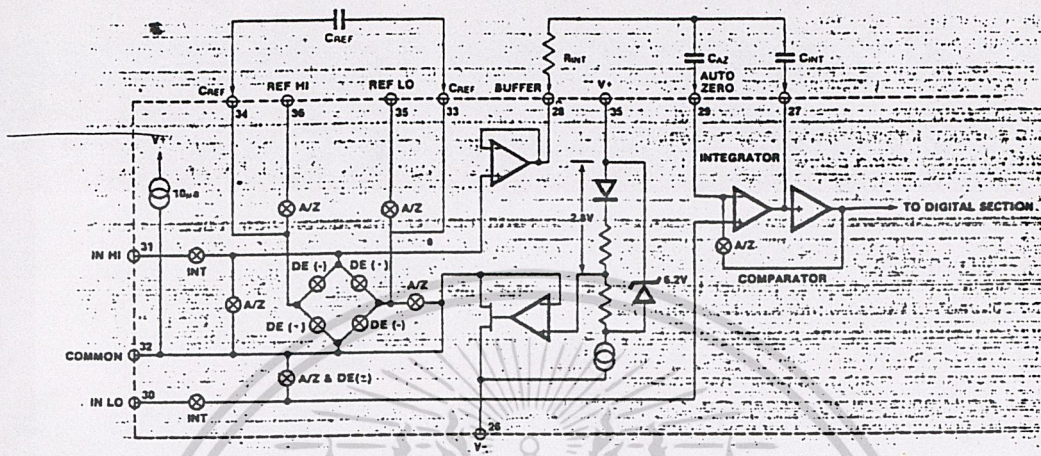 CREF
RINT
CAZ
CINT
CREF
REF HI
REF LO
CREF
BUFFER
V+
AUTO
ZERO
34
36
35
33
28
35
29
27
V+
10µa
A/Z
A/Z
2.8V
INTEGRATOR
TO DIGITAL SECTION
A/Z
COMPARATOR
6.2V
IN HI
31
INT
DE (-)
A/Z
DE (-)
A/Z
COMMON
32
A/Z & DE(±)
IN LO
30
INT
26
V-